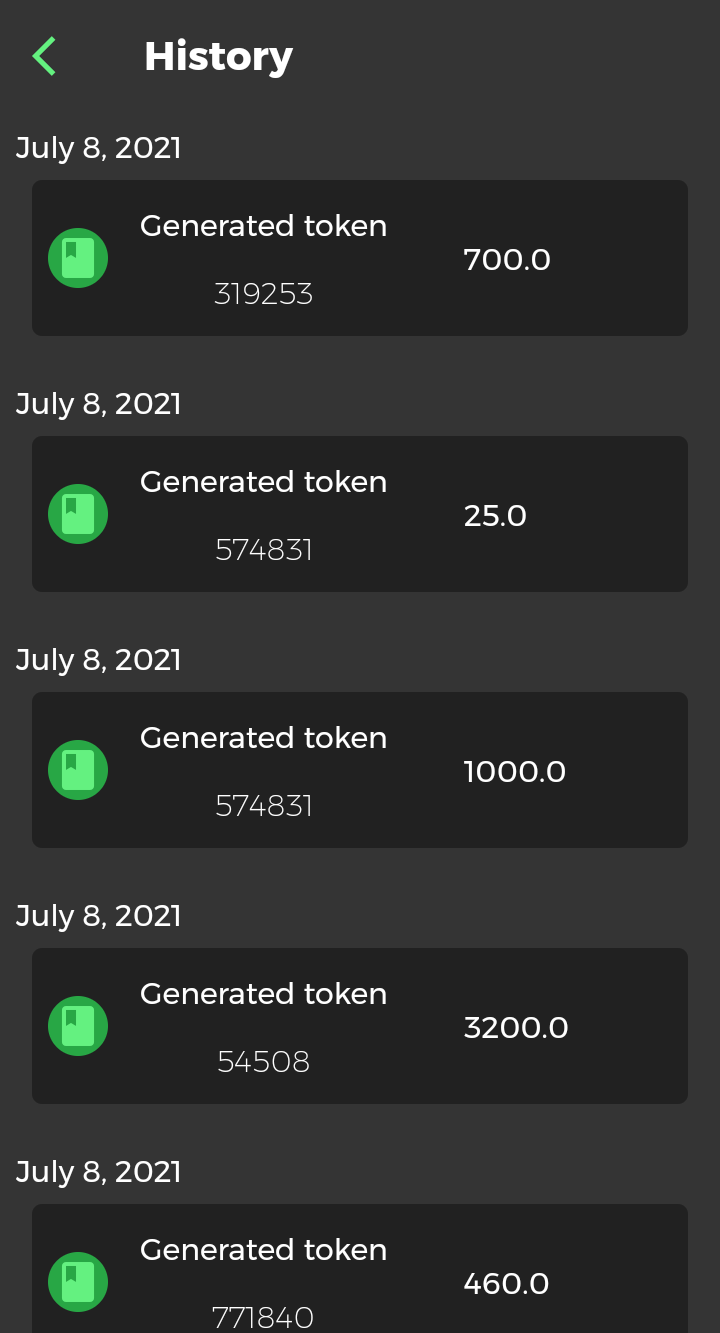 History
July 8, 2021
Generated token
700.0
319253
July 8, 2021
Generated token
25.0
574831
July 8, 2021
Generated token
1000.0
574831
July 8, 2021
Generated token
3200.0
54508
July 8, 2021
Generated token
460.0
771840